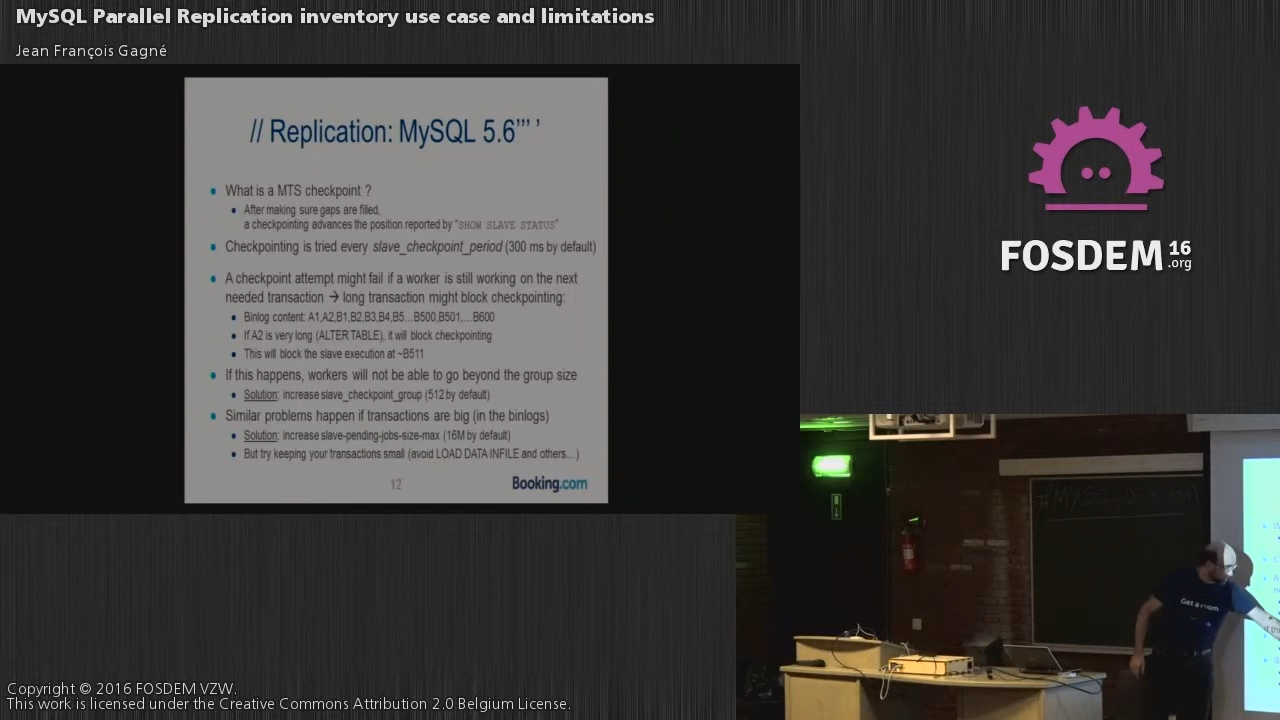 MySQL Parallel Replication inventory use case and limitations
Jean François Gagné
// Replication: MySQL 5.6’’’ ’
What is a MTS checkpoint ?
After making sure gaps are filled,
a checkpointing advances the position reported by “SHOW SLAVE STATUS”
Checkpointing is tried every slave_checkpoint_period (300 ms by default)
A checkpoint attempt might fail if a worker is still working on the next
needed transaction → long transaction might block checkpointing:
Binlog content: A1,A2,B1,B2,B3,B4,B5…B500,B501,…B600
If A2 is very long (ALTER TABLE), it will block checkpointing
This will block the slave execution at ~B511
If this happens, workers will not be able to go beyond the group size
Solution: increase slave_checkpoint_group (512 by default)
Similar problems happen if transactions are big (in the binlogs)
Solution: increase slave-pending-jobs-size-max (16M by default)
But try keeping your transactions small (avoid LOAD DATA INFILE and others…)
12
Booking.com
FOSDEM 16
.org
Get a room
Copyright © 2016 FOSDEM VZW.
This work is licensed under the Creative Commons Attribution 2.0 Belgium License.